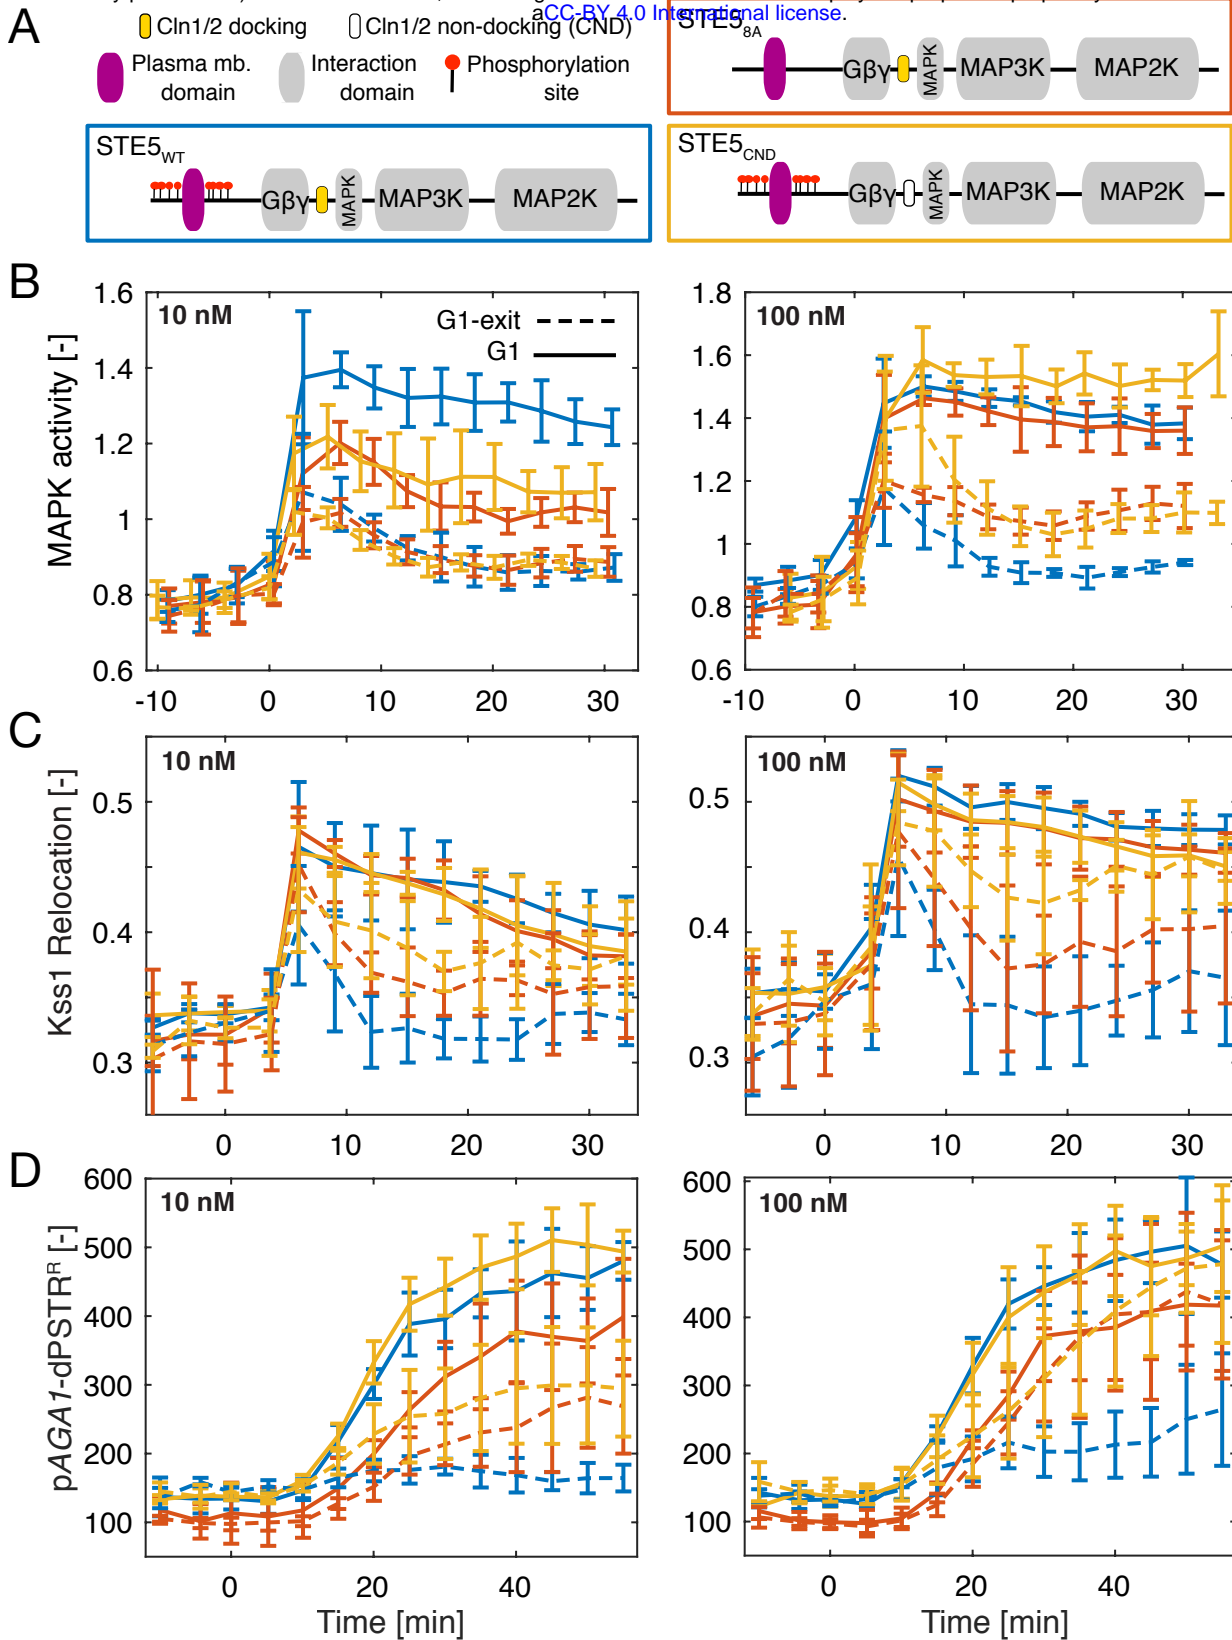 aCC-BY 4.0 International license.
A
Cln1/2 docking
Cln1/2 non-docking (CND)
Plasma mb. domain
Interaction domain
Phosphorylation site
STE5 8A
Gβγ MAPK MAP3K MAP2K
STE5 WT
Gβγ MAPK MAP3K MAP2K
STE5 CND
Gβγ MAPK MAP3K MAP2K
B
MAPK activity [-]
10 nM
G1-exit
G1
1.6
1.4
1.2
1
0.8
0.6
-10 0 10 20 30
100 nM
1.8
1.6
1.4
1.2
1
0.8
0.6
-10 0 10 20 30
C
Kss1 Relocation [-]
10 nM
0.5
0.4
0.3
0 10 20 30
100 nM
0.5
0.4
0.3
0 10 20 30
D
pAGA1-dPSTRᴿ [-]
10 nM
600
500
400
300
200
100
0 20 40
Time [min]
100 nM
600
500
400
300
200
100
0 20 40
Time [min]